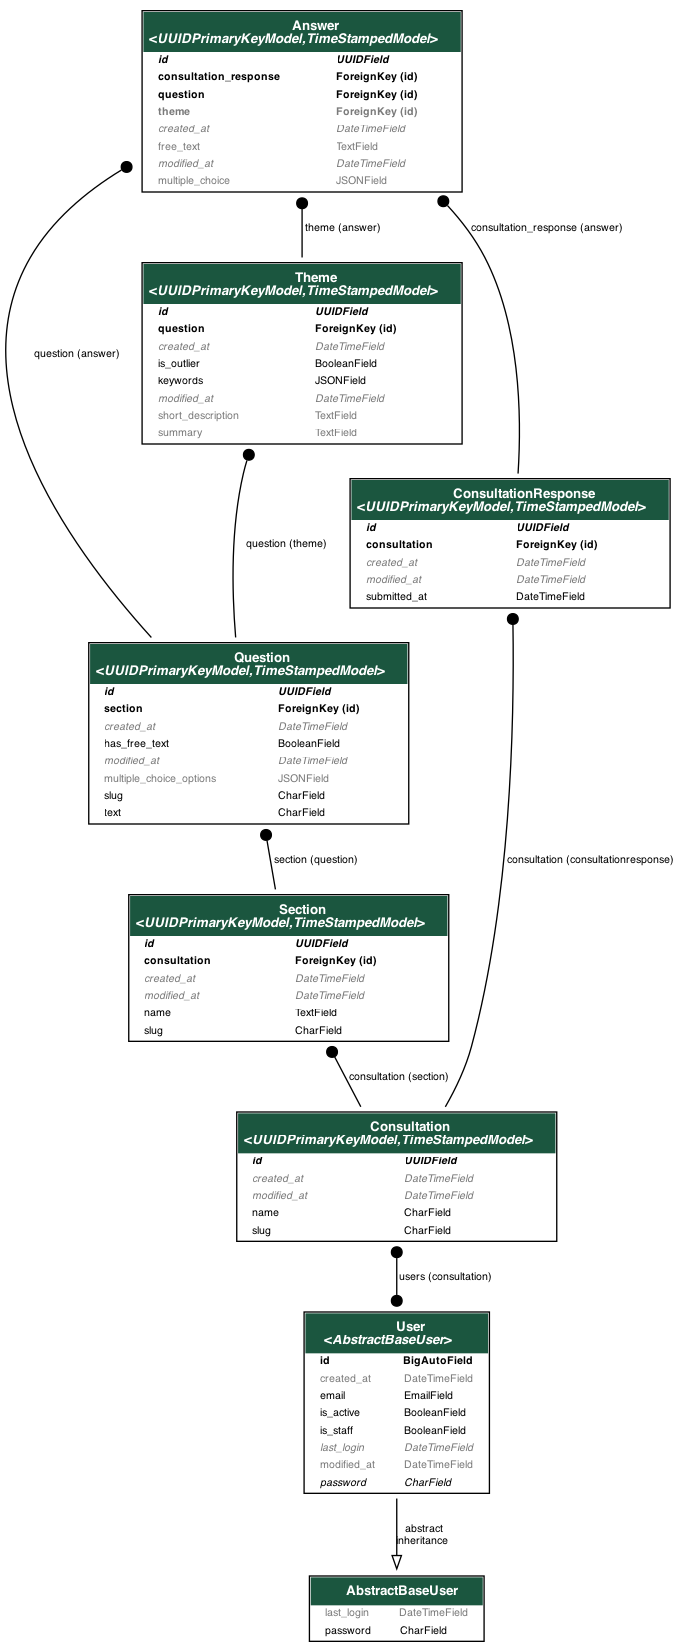 Answer
<UUIDPrimaryKeyModel,TimeStampedModel>
id UUIDField
consultation_response ForeignKey (id)
question ForeignKey (id)
theme ForeignKey (id)
created_at DateTimeField
free_text TextField
modified_at DateTimeField
multiple_choice JSONField
theme (answer)
consultation_response (answer)
Theme
<UUIDPrimaryKeyModel,TimeStampedModel>
id UUIDField
question ForeignKey (id)
created_at DateTimeField
is_outlier BooleanField
keywords JSONField
modified_at DateTimeField
short_description TextField
summary TextField
question (answer)
ConsultationResponse
<UUIDPrimaryKeyModel,TimeStampedModel>
id UUIDField
consultation ForeignKey (id)
created_at DateTimeField
modified_at DateTimeField
submitted_at DateTimeField
question (theme)
Question
<UUIDPrimaryKeyModel,TimeStampedModel>
id UUIDField
section ForeignKey (id)
created_at DateTimeField
has_free_text BooleanField
modified_at DateTimeField
multiple_choice_options JSONField
slug CharField
text CharField
section (question)
consultation (consultationresponse)
Section
<UUIDPrimaryKeyModel,TimeStampedModel>
id UUIDField
consultation ForeignKey (id)
created_at DateTimeField
modified_at DateTimeField
name TextField
slug CharField
consultation (section)
Consultation
<UUIDPrimaryKeyModel,TimeStampedModel>
id UUIDField
created_at DateTimeField
modified_at DateTimeField
name CharField
slug CharField
users (consultation)
User
<AbstractBaseUser>
id BigAutoField
created_at DateTimeField
email EmailField
is_active BooleanField
is_staff BooleanField
last_login DateTimeField
modified_at DateTimeField
password CharField
abstract
inheritance
AbstractBaseUser
last_login DateTimeField
password CharField